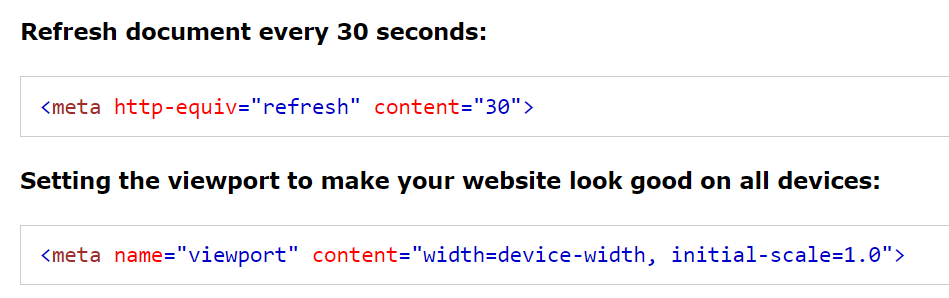 Refresh document every 30 seconds:
<meta http-equiv="refresh" content="30">
Setting the viewport to make your website look good on all devices:
<meta name="viewport" content="width=device-width, initial-scale=1.0">